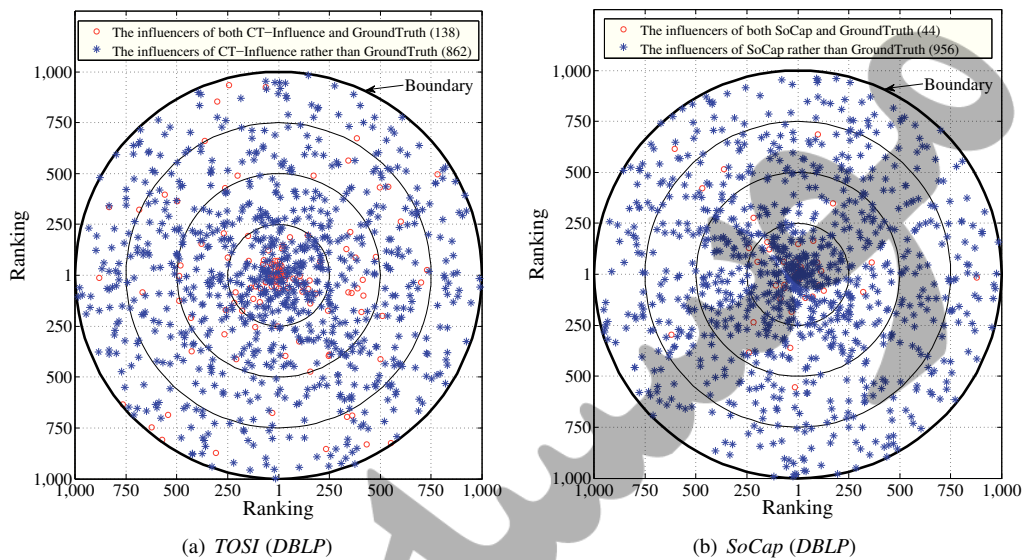 The influencers of both CT−Influence and GroundTruth (138)
The influencers of CT−Influence rather than GroundTruth (862)
1,000
750
500
250
1
250
500
750
1,000
Ranking
Boundary
1,000 750 500 250 1 250 500 750 1,000
Ranking
(a) TOSI (DBLP)
The influencers of both SoCap and GroundTruth (44)
The influencers of SoCap rather than GroundTruth (956)
1,000
750
500
250
1
250
500
750
1,000
Ranking
Boundary
1,000 750 500 250 1 250 500 750 1,000
Ranking
(b) SoCap (DBLP)